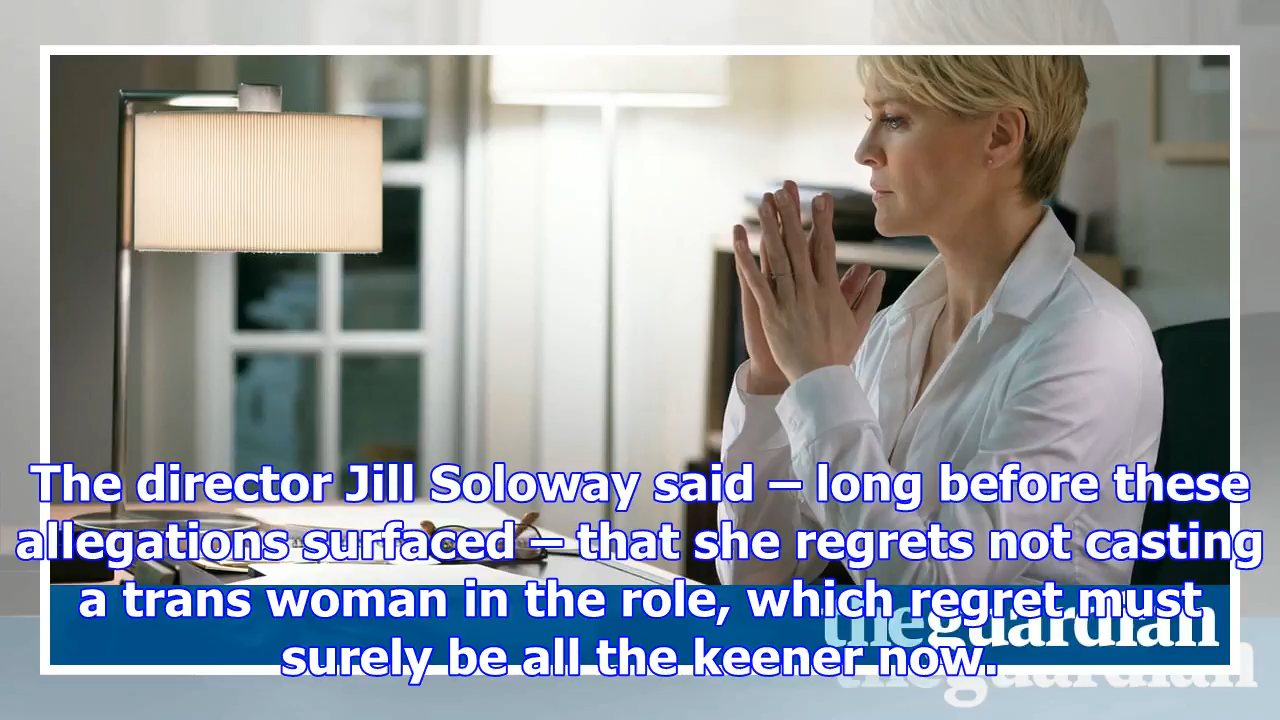 The director Jill Soloway said – long before these
allegations surfaced – that she regrets not casting
a trans woman in the role, which regret must
surely be all the keener now.
theguardian
theguardian